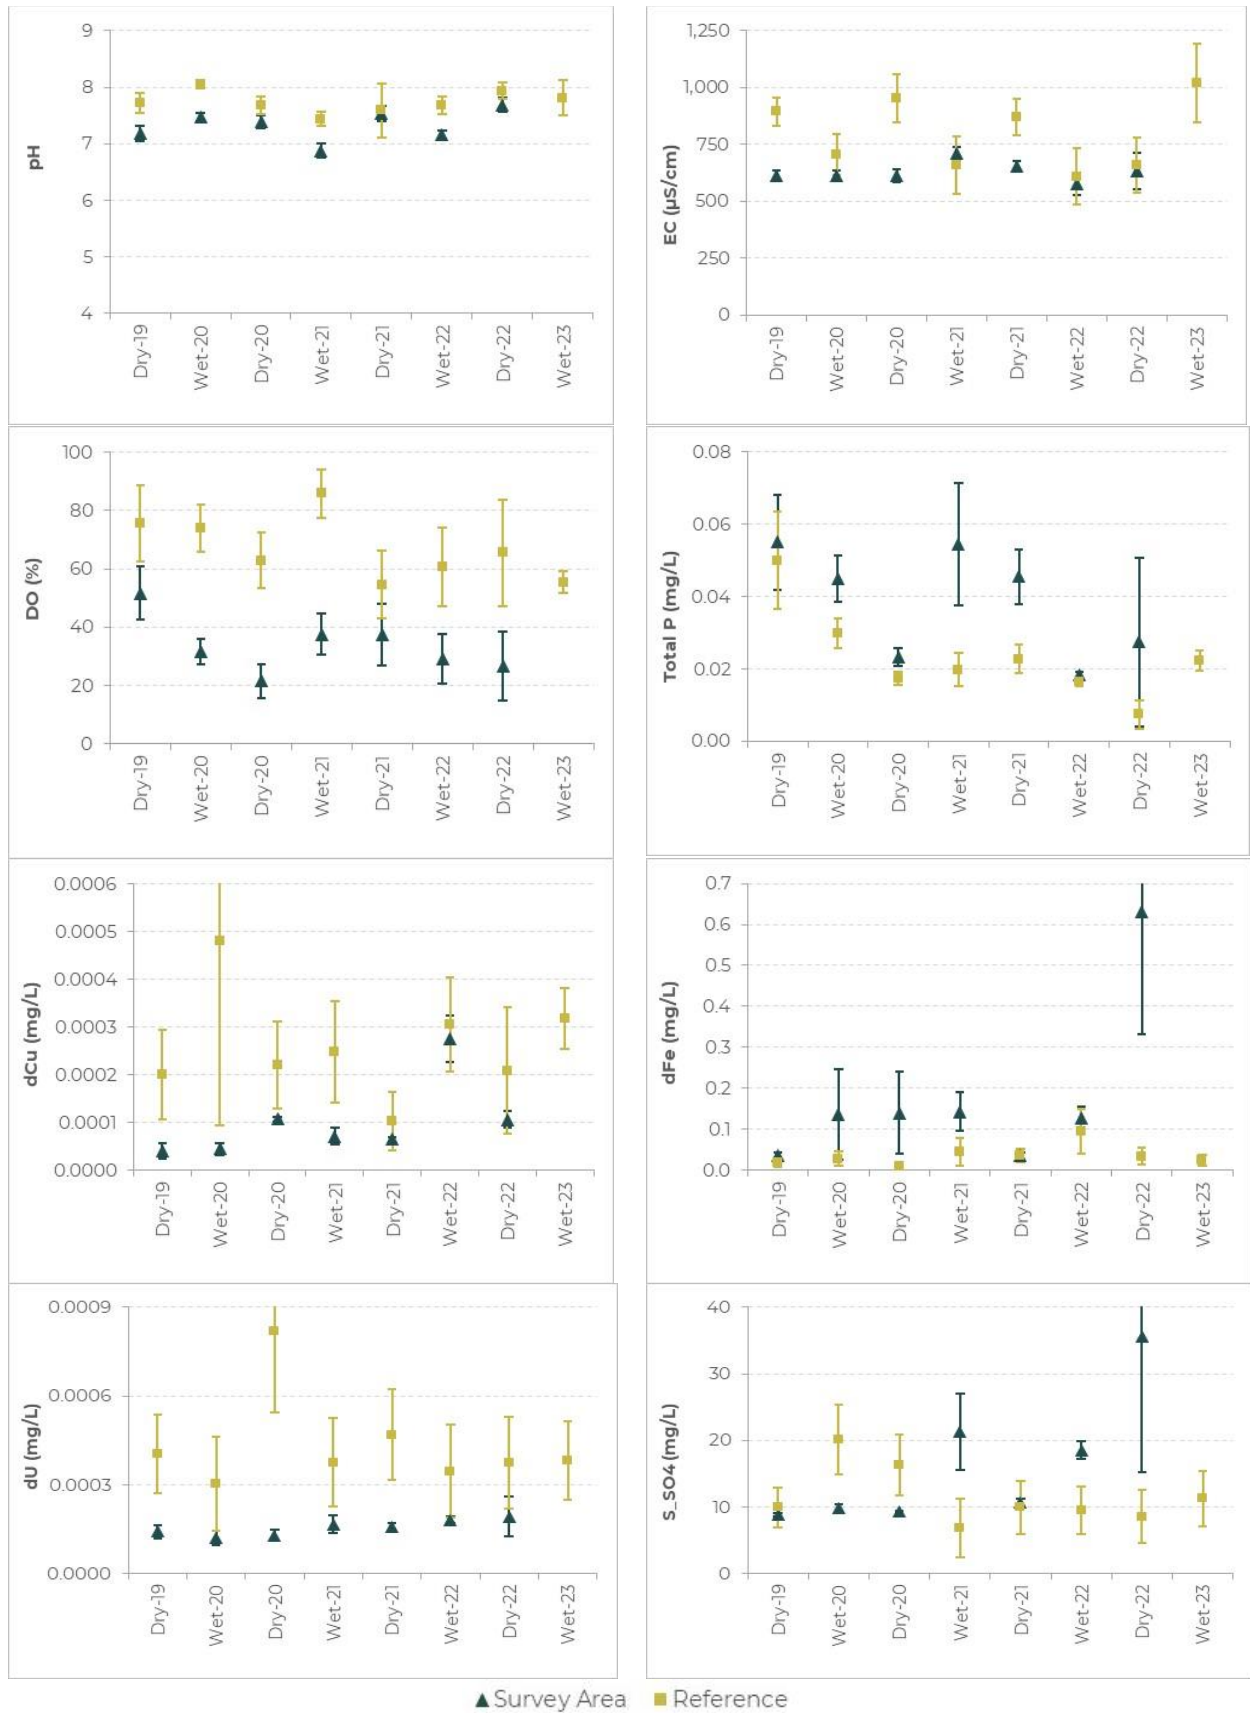 9
8
7
6
5
4
pH
Dry-19
Wet-20
Dry-20
Wet-21
Dry-21
Wet-22
Dry-22
Wet-23
1,250
1,000
750
500
250
0
EC (µS/cm)
Dry-19
Wet-20
Dry-20
Wet-21
Dry-21
Wet-22
Dry-22
Wet-23
100
80
60
40
20
0
DO (%)
Dry-19
Wet-20
Dry-20
Wet-21
Dry-21
Wet-22
Dry-22
Wet-23
0.08
0.06
0.04
0.02
0.00
Total P (mg/L)
Dry-19
Wet-20
Dry-20
Wet-21
Dry-21
Wet-22
Dry-22
Wet-23
0.0006
0.0005
0.0004
0.0003
0.0002
0.0001
0.0000
dCu (mg/L)
Dry-19
Wet-20
Dry-20
Wet-21
Dry-21
Wet-22
Dry-22
Wet-23
0.7
0.6
0.5
0.4
0.3
0.2
0.1
0.0
dFe (mg/L)
Dry-19
Wet-20
Dry-20
Wet-21
Dry-21
Wet-22
Dry-22
Wet-23
0.0009
0.0006
0.0003
0.0000
dU (mg/L)
Dry-19
Wet-20
Dry-20
Wet-21
Dry-21
Wet-22
Dry-22
Wet-23
40
30
20
10
0
S_SO4 (mg/L)
Dry-19
Wet-20
Dry-20
Wet-21
Dry-21
Wet-22
Dry-22
Wet-23
Survey Area Reference